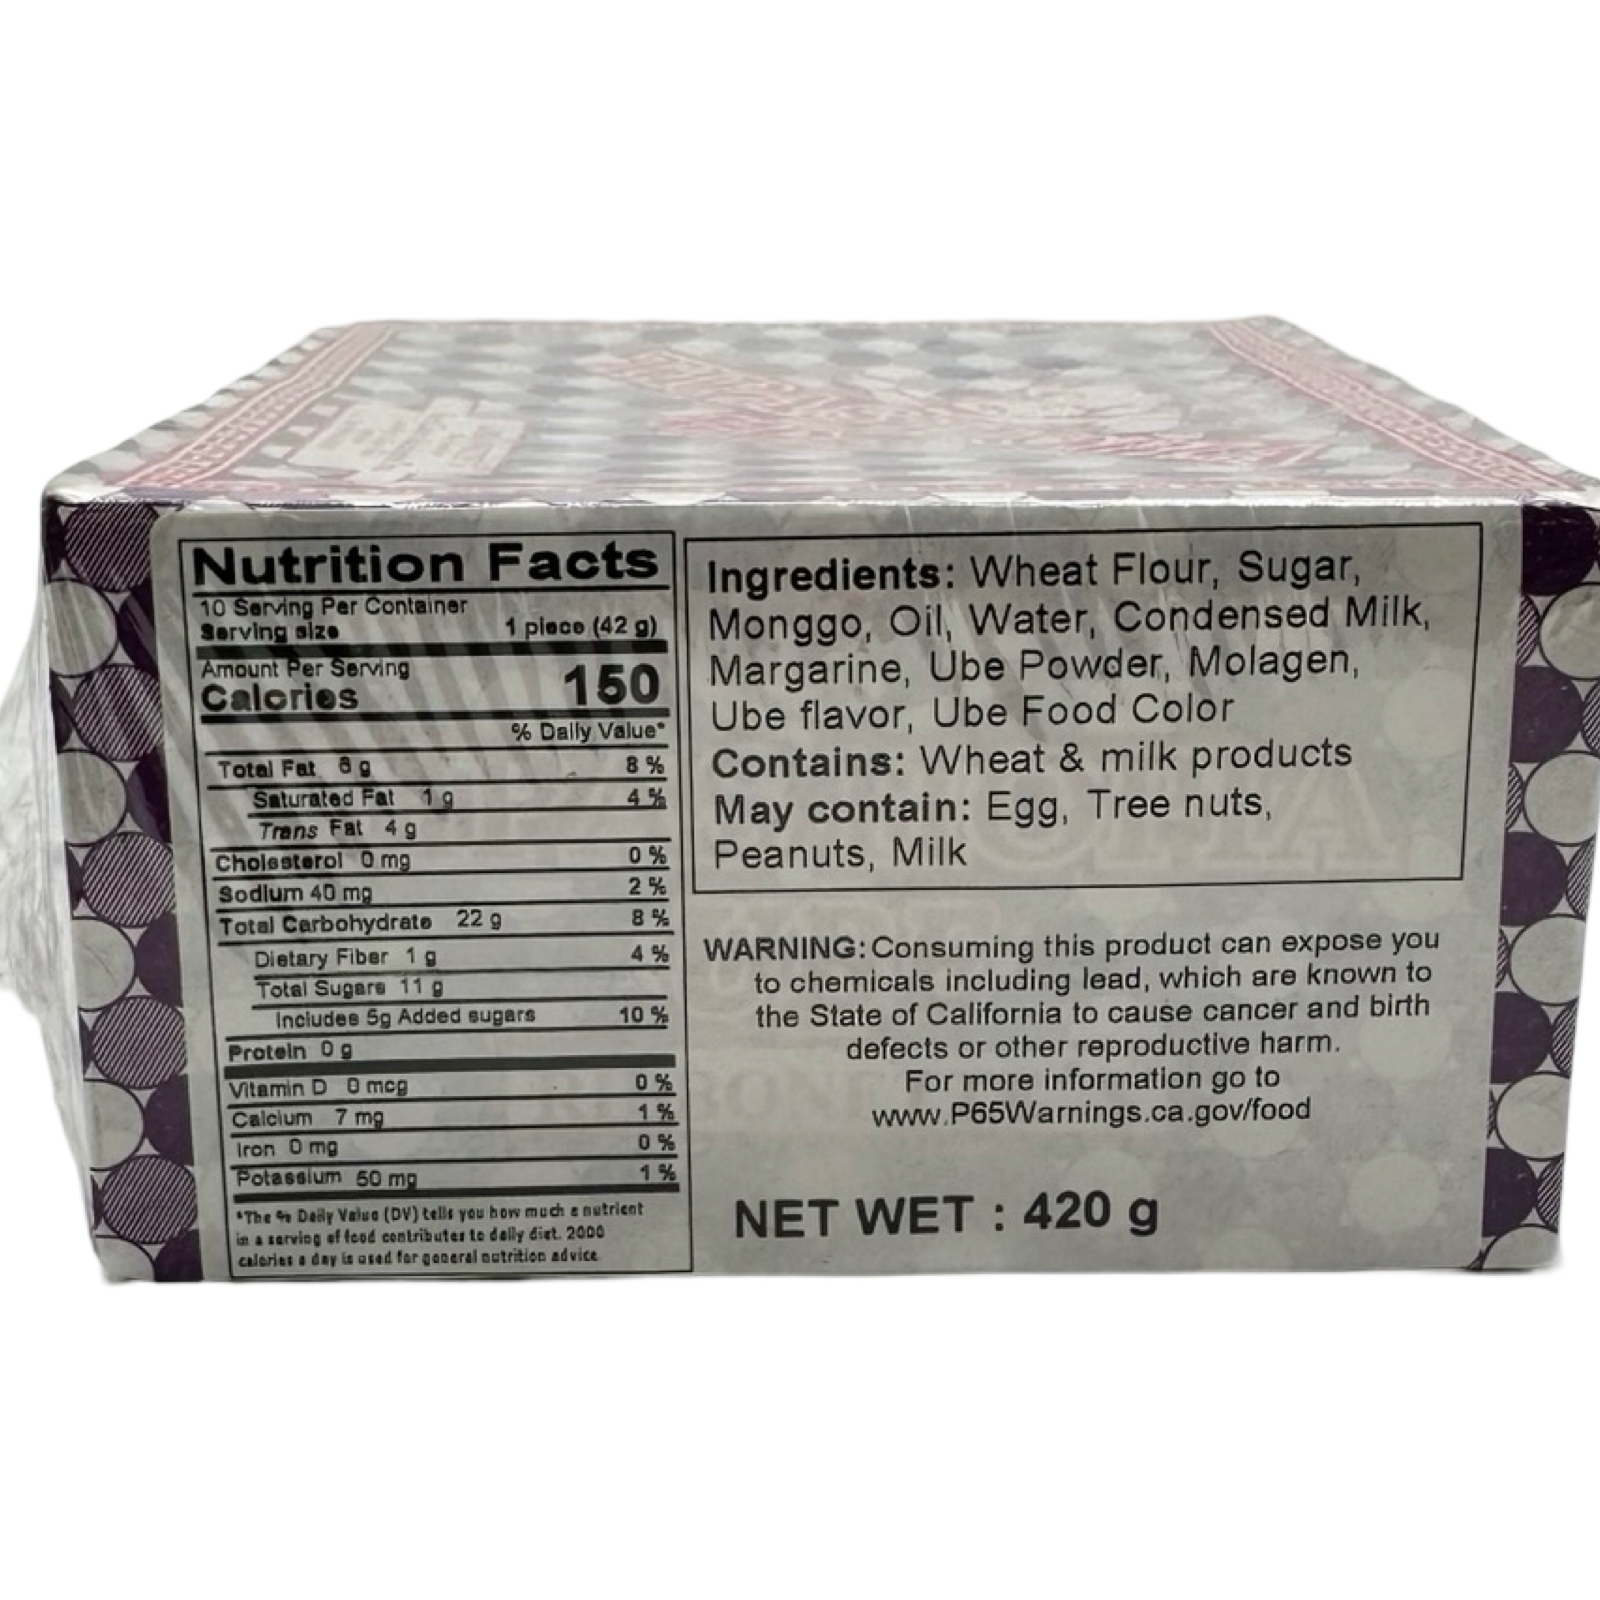 Nutrition Facts
10 Serving Per Container
Serving size 1 piece (42 g)
Amount Per Serving
Calories 150
% Daily Value*
Total Fat 6 g 8 %
Saturated Fat 1 g 4 %
Trans Fat 4 g
Cholesterol 0 mg 0 %
Sodium 40 mg 2 %
Total Carbohydrate 22 g 8 %
Dietary Fiber 1 g 4 %
Total Sugars 11 g
Includes 5g Added sugars 10 %
Protein 0 g
Vitamin D 0 mcg 0 %
Calcium 7 mg 1 %
Iron 0 mg 0 %
Potassium 50 mg 1 %
*The % Daily Value (DV) tells you how much a nutrient
in a serving of food contributes to daily diet. 2000
calories a day is used for general nutrition advice
Ingredients: Wheat Flour, Sugar,
Monggo, Oil, Water, Condensed Milk,
Margarine, Ube Powder, Molagen,
Ube flavor, Ube Food Color
Contains: Wheat & milk products
May contain: Egg, Tree nuts,
Peanuts, Milk
WARNING: Consuming this product can expose you
to chemicals including lead, which are known to
the State of California to cause cancer and birth
defects or other reproductive harm.
For more information go to
www.P65Warnings.ca.gov/food
NET WET : 420 g